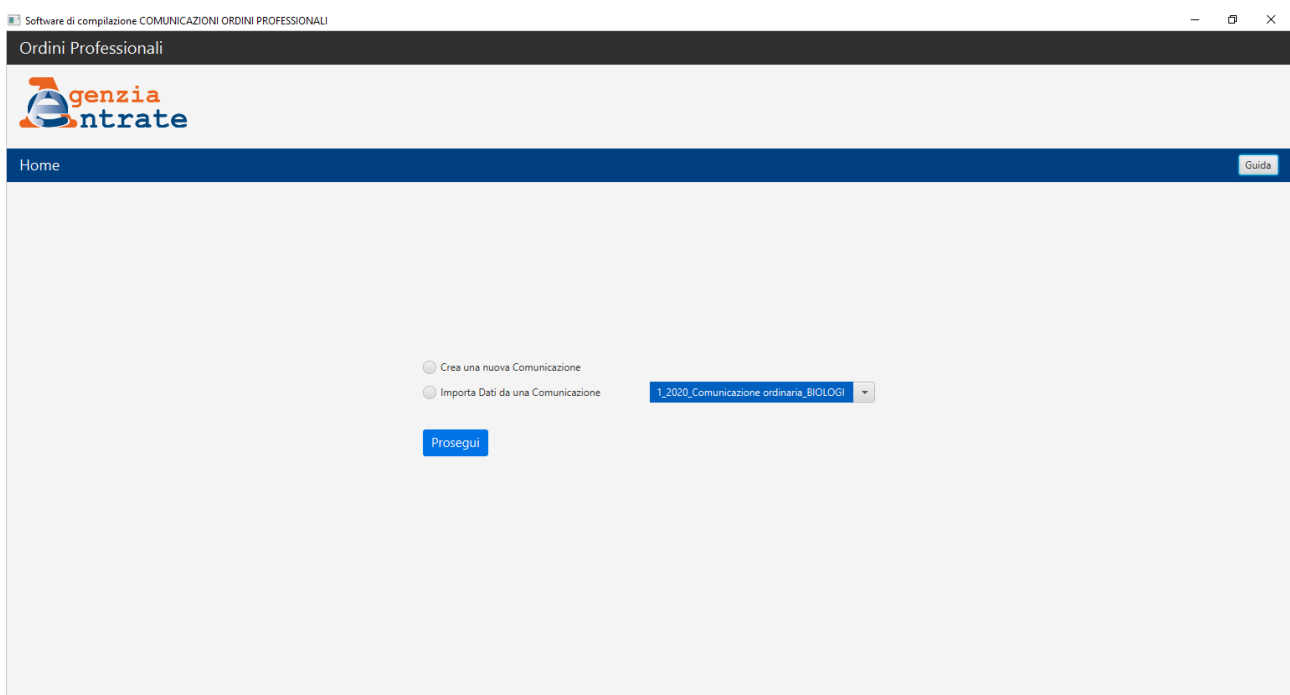 Software di compilazione COMUNICAZIONI ORDINI PROFESSIONALI
Ordini Professionali
genzia
ntrate
Home
Guida
Crea una nuova Comunicazione
Importa Dati da una Comunicazione
1_2020_Comunicazione ordinaria_BIOLOGI
Prosegui